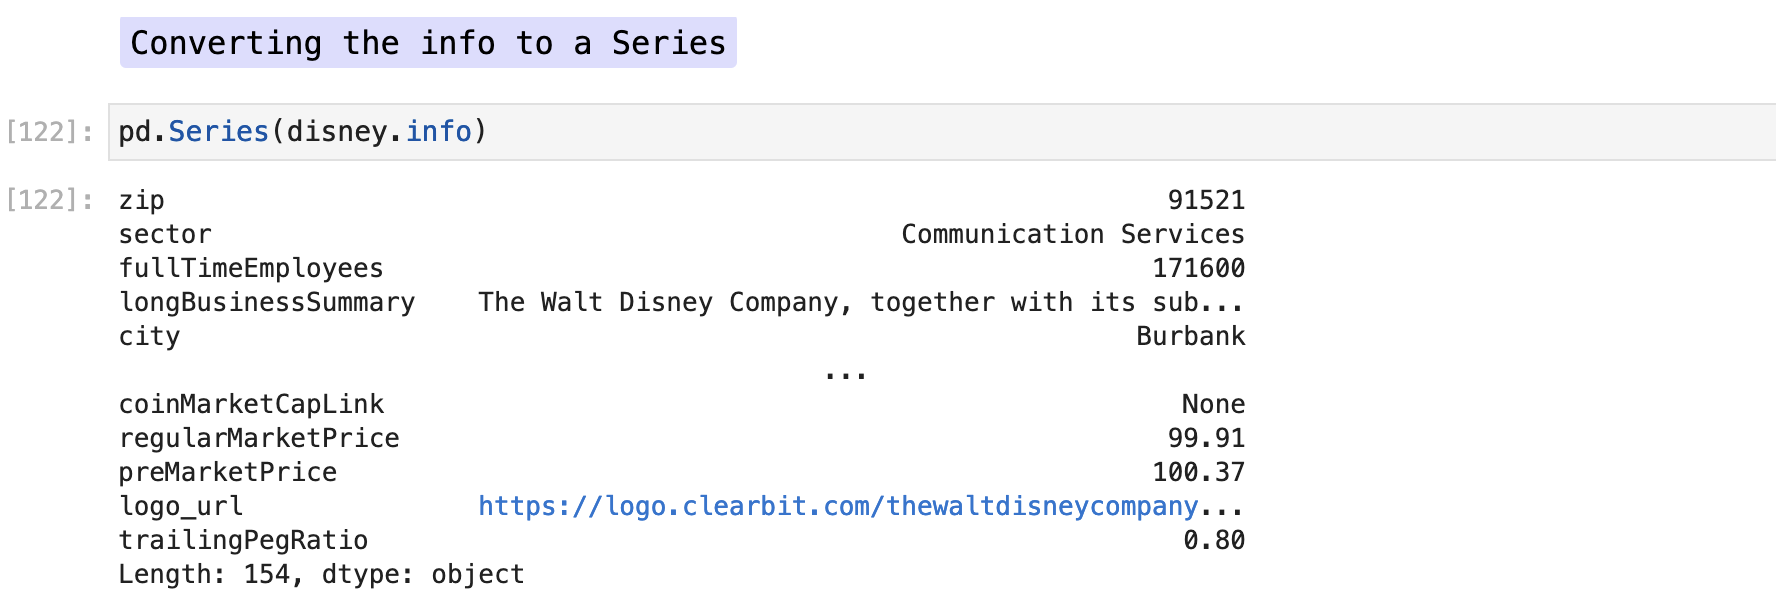 Converting the info to a Series
[122]: pd.Series(disney.info)
[122]: zip 91521
sector Communication Services
fullTimeEmployees 171600
longBusinessSummary The Walt Disney Company, together with its sub...
city Burbank
...
coinMarketCapLink None
regularMarketPrice 99.91
preMarketPrice 100.37
logo_url https://logo.clearbit.com/thewaltdisneycompany...
trailingPegRatio 0.80
Length: 154, dtype: object